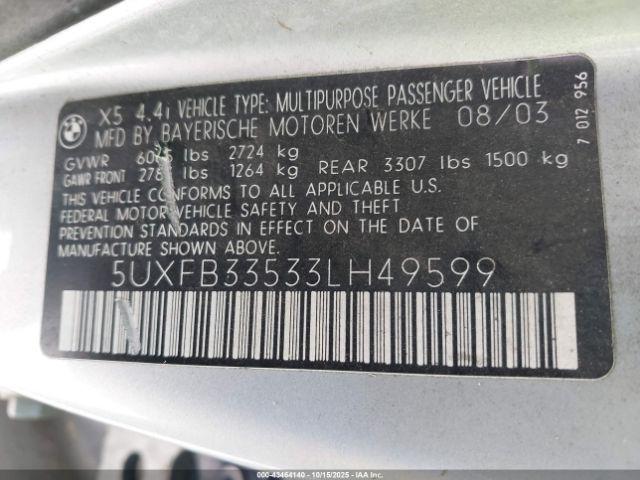 BMW
X5 4.4i VEHICLE TYPE: MULTIPURPOSE PASSENGER VEHICLE
MFD BY BAYERISCHE MOTOREN WERKE 08/03
GVWR lbs 2724 kg
GAWR FRONT lbs 1264 kg REAR 3307 lbs 1500 kg
THIS VEHICLE CONFORMS TO ALL APPLICABLE U.S.
FEDERAL MOTOR VEHICLE SAFETY AND THEFT
PREVENTION STANDARDS IN EFFECT ON THE DATE OF
MANUFACTURE SHOWN ABOVE:
5UXFB33533LH49599
7 012 956
000-43464140 - 10/15/2025 - COPYRIGHT © IAA, LLC